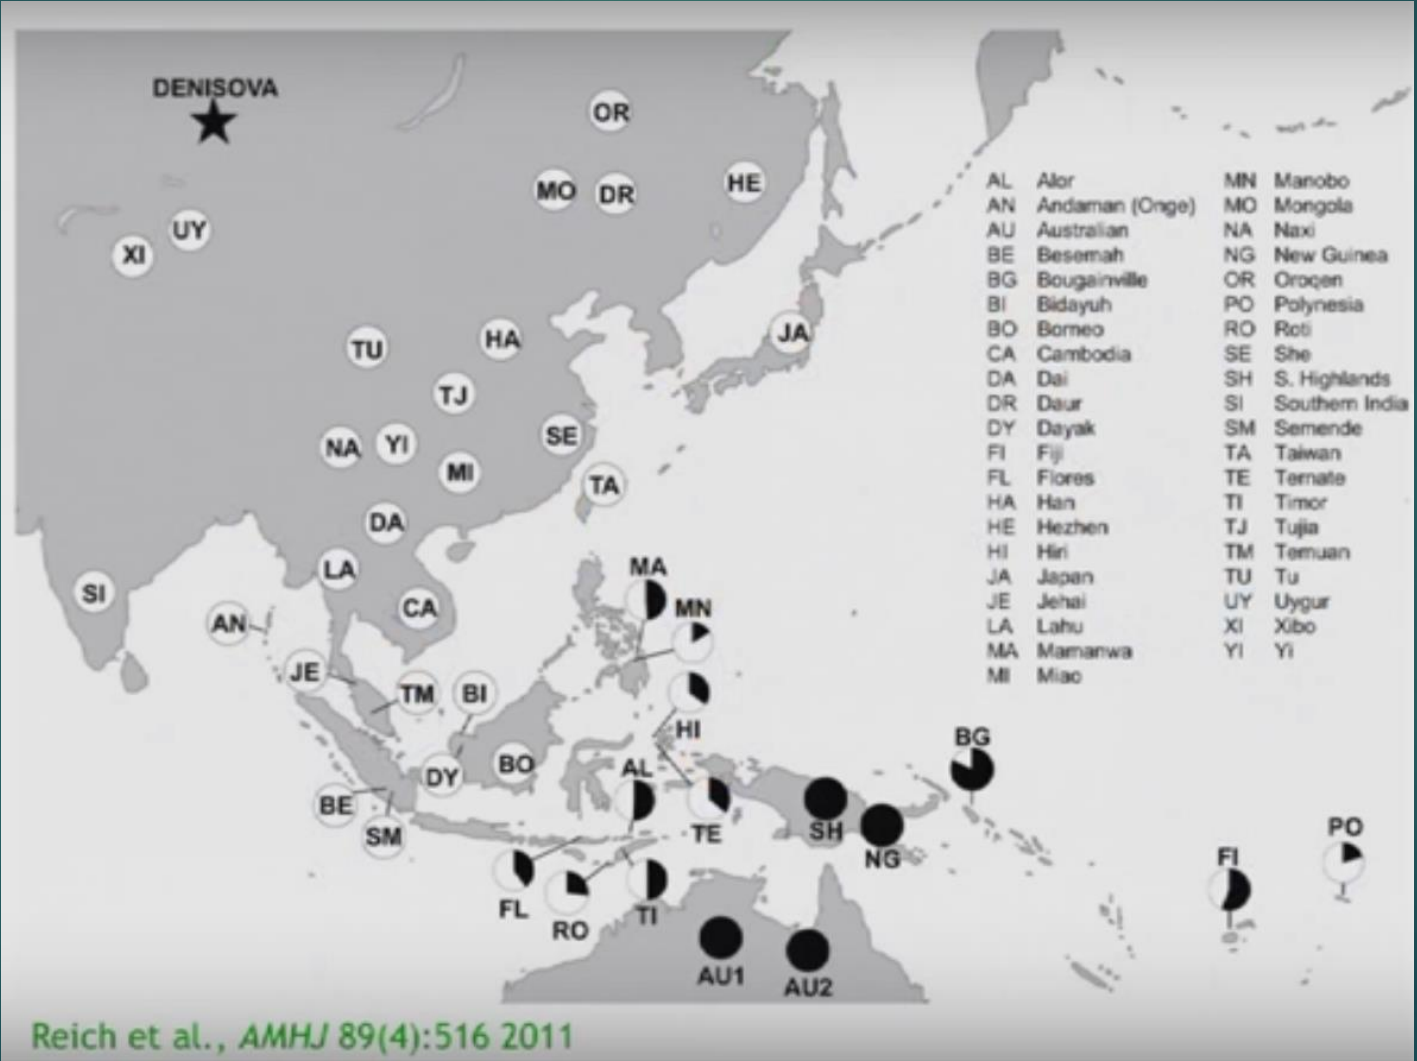 DENISOVA
OR
MO
DR
HE
UY
XI
TU
HA
JA
TJ
NA
YI
SE
MI
TA
DA
LA
SI
CA
AN
MA
MN
JE
TM
BI
HI
DY
BO
AL
BG
BE
SM
TE
SH
NG
PO
FI
FL
RO
TI
AU1
AU2
AL Alor
AN Andaman (Onge)
AU Australian
BE Besemah
BG Bougainville
BI Bidayuh
BO Borneo
CA Cambodia
DA Dai
DR Daur
DY Dayak
FI Fiji
FL Flores
HA Han
HE Hezhen
HI Hiri
JA Japan
JE Jehai
LA Lahu
MA Mamanwa
MI Miao
MN Manobo
MO Mongola
NA Naxi
NG New Guinea
OR Oroqen
PO Polynesia
RO Roti
SE She
SH S. Highlands
SI Southern India
SM Semende
TA Taiwan
TE Ternate
TI Timor
TJ Tujia
TM Temuan
TU Tu
UY Uygur
XI Xibo
YI Yi
Reich et al., AMHJ 89(4):516 2011